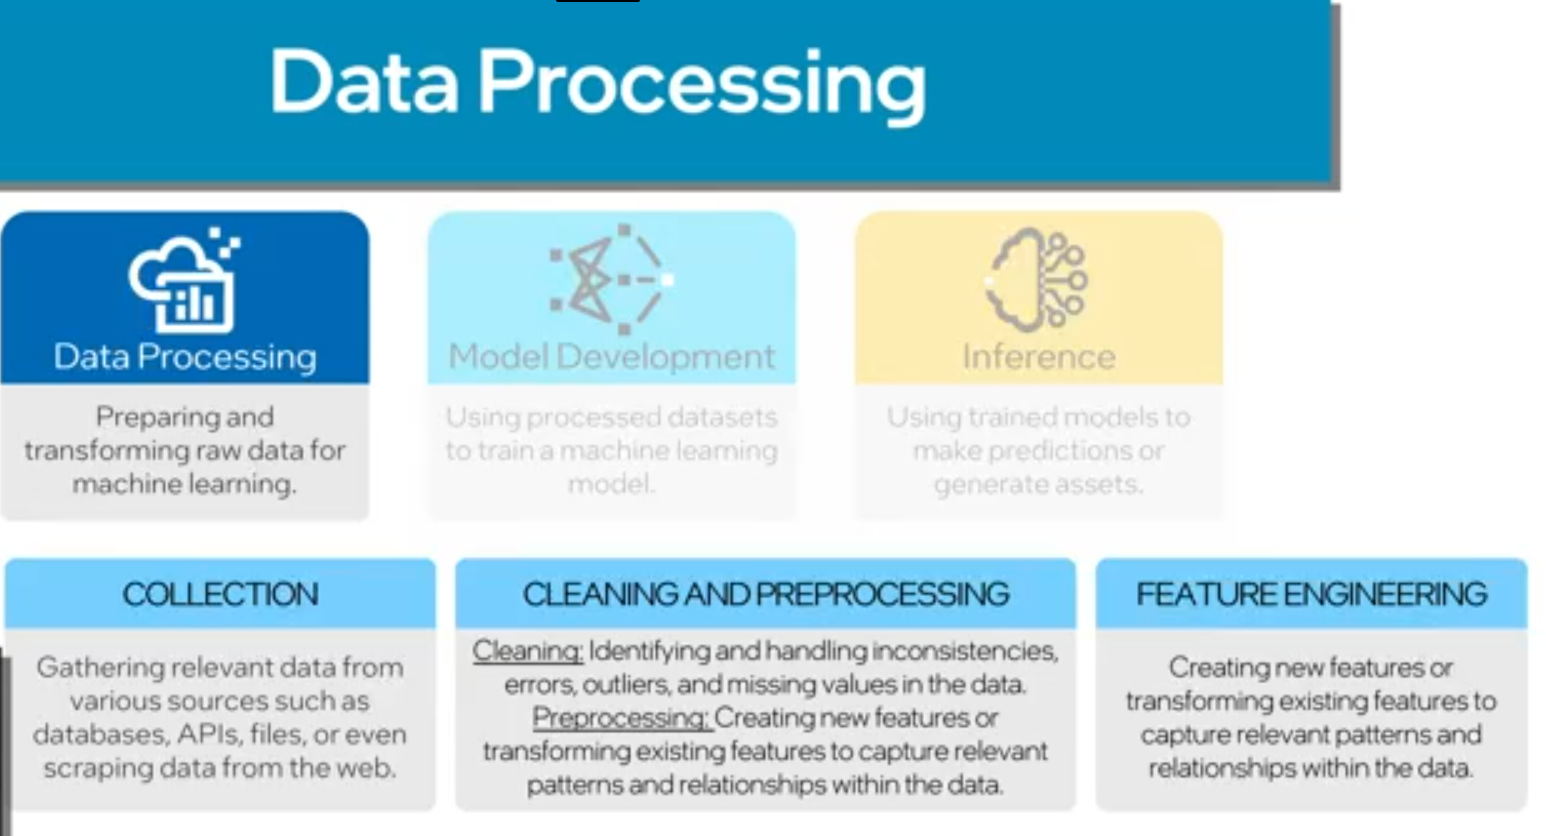 Data Processing
Data Processing
Preparing and
transforming raw data for
machine learning.
Model Development
Using processed datasets
to train a machine learning
model.
Inference
Using trained models to
make predictions or
generate assets.
COLLECTION
Gathering relevant data from
various sources such as
databases, APIs, files, or even
scraping data from the web.
CLEANING AND PREPROCESSING
Cleaning: Identifying and handling inconsistencies,
errors, outliers, and missing values in the data.
Preprocessing: Creating new features or
transforming existing features to capture relevant
patterns and relationships within the data.
FEATURE ENGINEERING
Creating new features or
transforming existing features to
capture relevant patterns and
relationships within the data.